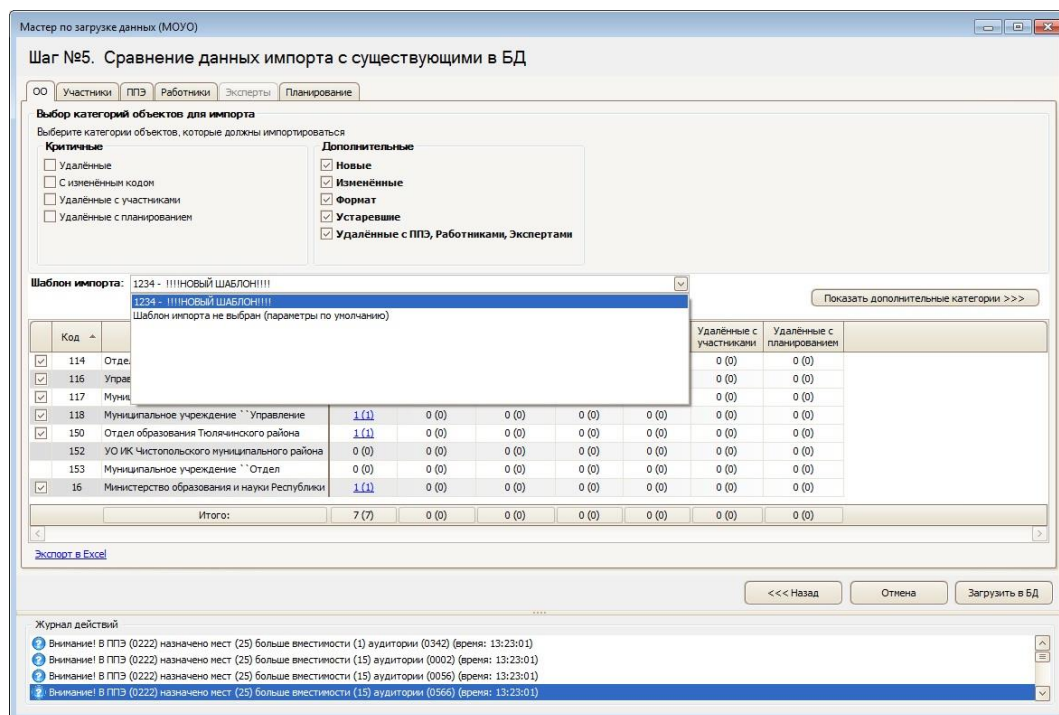 Мастер по загрузке данных (МОУО)
Шаг №5. Сравнение данных импорта с существующими в БД
ОО Участники ППЭ Работники Эксперты Планирование
Выбор категорий объектов для импорта
Выберите категории объектов, которые должны импортироваться
Критичные
Удалённые
С изменённым кодом
Удалённые с участниками
Удалённые с планированием
Дополнительные
Новые
Изменённые
Формат
Устаревшие
Удалённые с ППЭ, Работниками, Экспертами
Шаблон импорта: 1234 - !!!!НОВЫЙ ШАБЛОН!!!!
1234 - !!!!НОВЫЙ ШАБЛОН!!!!
Шаблон импорта не выбран (параметры по умолчанию)
Показать дополнительные категории >>>
Код Удалённые с участниками Удалённые с планированием
114 0 (0) 0 (0)
116 0 (0) 0 (0)
117 0 (0) 0 (0)
118 Муниципальное учреждение ``Управление 1 (1) 0 (0) 0 (0) 0 (0) 0 (0) 0 (0) 0 (0)
150 Отдел образования Тюлячинского района 1 (1) 0 (0) 0 (0) 0 (0) 0 (0) 0 (0) 0 (0)
152 УО ИК Чистопольского муниципального района 0 (0) 0 (0) 0 (0) 0 (0) 0 (0) 0 (0) 0 (0)
153 Муниципальное учреждение ``Отдел 0 (0) 0 (0) 0 (0) 0 (0) 0 (0) 0 (0) 0 (0)
16 Министерство образования и науки Республики 1 (1) 0 (0) 0 (0) 0 (0) 0 (0) 0 (0) 0 (0)
Итого: 7 (7) 0 (0) 0 (0) 0 (0) 0 (0) 0 (0) 0 (0)
Экспорт в Excel
<<< Назад Отмена Загрузить в БД
Журнал действий
Внимание! В ППЭ (0222) назначено мест (25) больше вместимости (1) аудитории (0342) (время: 13:23:01)
Внимание! В ППЭ (0222) назначено мест (25) больше вместимости (15) аудитории (0002) (время: 13:23:01)
Внимание! В ППЭ (0222) назначено мест (25) больше вместимости (15) аудитории (0056) (время: 13:23:01)
Внимание! В ППЭ (0222) назначено мест (25) больше вместимости (15) аудитории (0566) (время: 13:23:01)